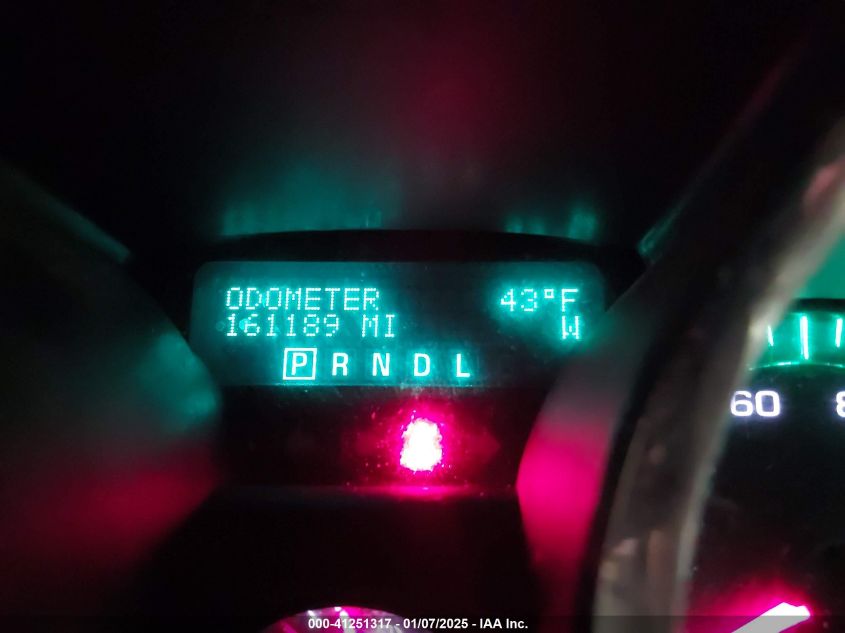 ODOMETER 43°F
161189 MI W
P R N D L
60
000-41251317 - 01/07/2025 - IAA Inc.